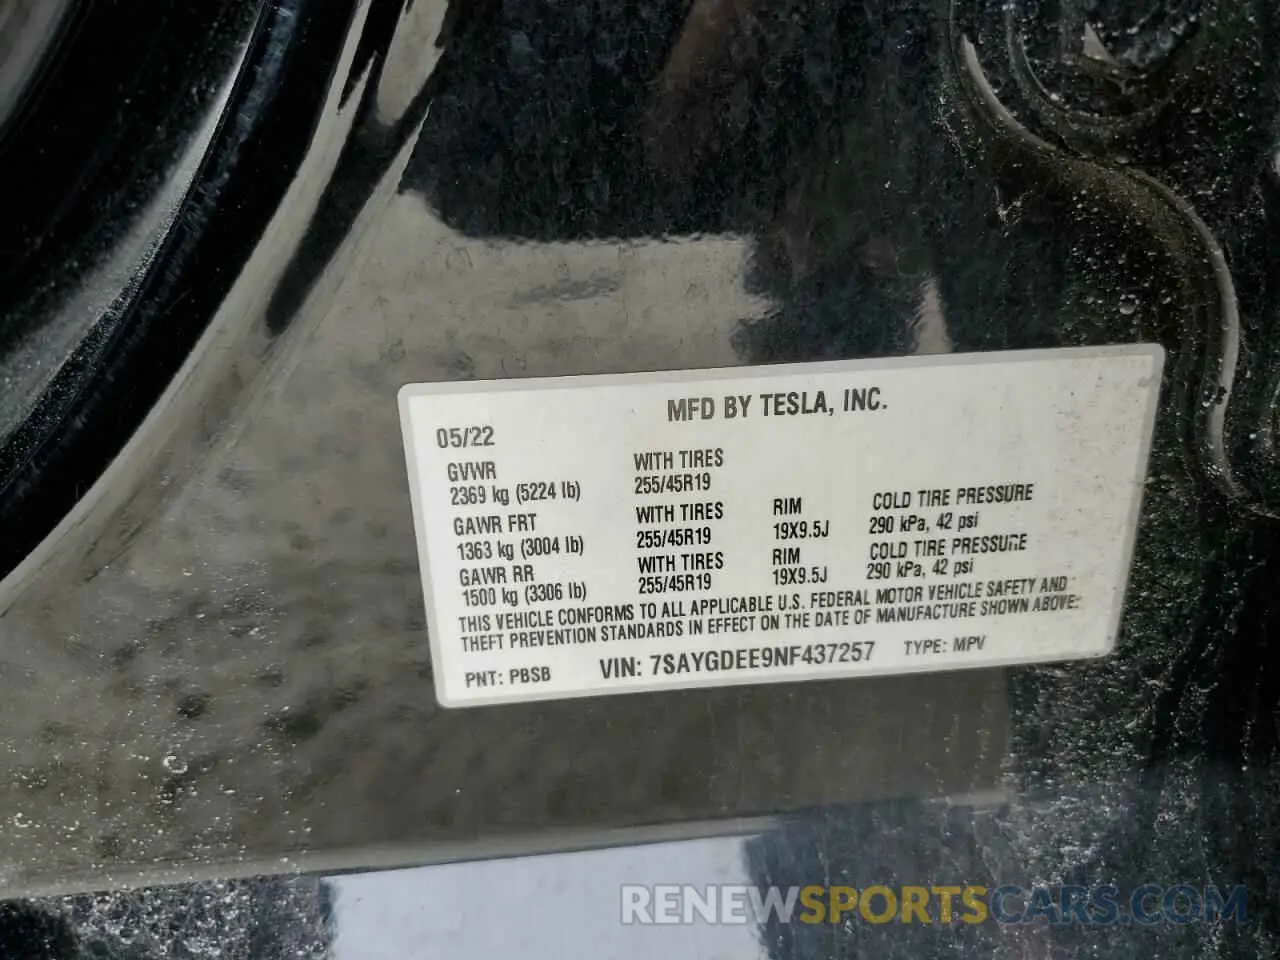 MFD BY TESLA, INC.
05/22
GVWR WITH TIRES
2369 kg (5224 lb) 255/45R19
GAWR FRT WITH TIRES RIM COLD TIRE PRESSURE
1363 kg (3004 lb) 255/45R19 19X9.5J 290 kPa, 42 psi
GAWR RR WITH TIRES RIM COLD TIRE PRESSURE
1500 kg (3306 lb) 255/45R19 19X9.5J 290 kPa, 42 psi
THIS VEHICLE CONFORMS TO ALL APPLICABLE U.S. FEDERAL MOTOR VEHICLE SAFETY AND
THEFT PREVENTION STANDARDS IN EFFECT ON THE DATE OF MANUFACTURE SHOWN ABOVE.
PNT: PBSB VIN: 7SAYGDEE9NF437257 TYPE: MPV
RENEWSPORTSCARS.COM